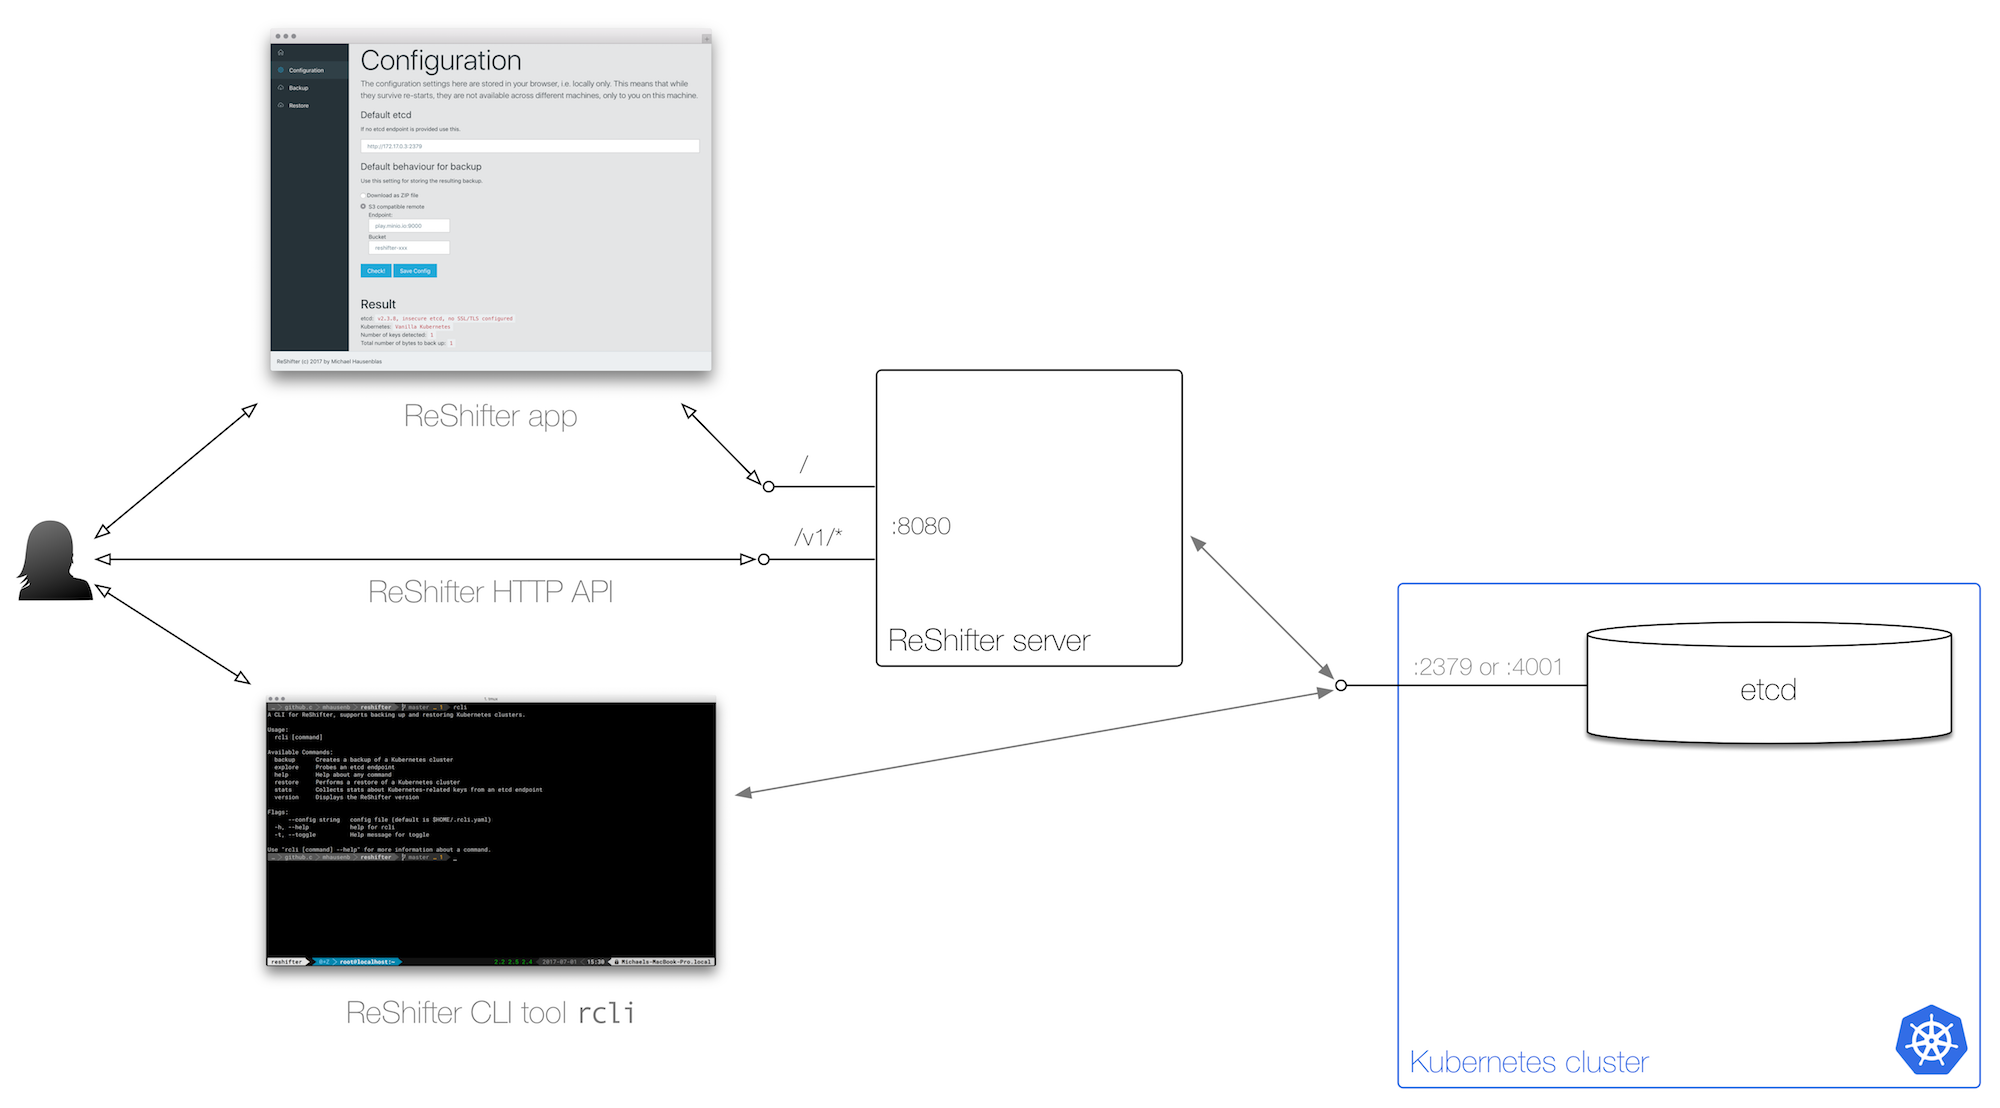 Configuration
Backup
Restore
Configuration
The configuration settings here are stored in your browser, i.e. locally only. This means that while
they survive re-starts, they are not available across different machines, only to you on this machine.
Default etcd
If no etcd endpoint is provided use this.
http://172.17.0.3:2379
Default behaviour for backup
Use this setting for storing the resulting backup.
Download as ZIP file
S3 compatible remote
Endpoint:
play.minio.io:9000
Bucket
reshifter-xxx
Check! Save Config
Result
etcd: v2.3.8, insecure etcd, no SSL/TLS configured
Kubernetes: Vanilla Kubernetes
Number of keys detected: 1
Total number of bytes to back up: 1
ReShifter (c) 2017 by Michael Hausenblas
ReShifter app
/
/v1/*
:8080
ReShifter HTTP API
ReShifter server
:2379 or :4001
etcd
Kubernetes cluster
… github.c mhausenb reshifter master … 1 rcli
A CLI for ReShifter, supports backing up and restoring Kubernetes clusters.
Usage:
rcli [command]
Available Commands:
backup Creates a backup of a Kubernetes cluster
explore Probes an etcd endpoint
help Help about any command
restore Performs a restore of a Kubernetes cluster
stats Collects stats about Kubernetes-related keys from an etcd endpoint
version Displays the ReShifter version
Flags:
--config string config file (default is $HOME/.rcli.yaml)
-h, --help help for rcli
-t, --toggle Help message for toggle
Use "rcli [command] --help" for more information about a command.
… github.c mhausenb reshifter master … 1 _
reshifter root@localhost:~ 2.2 2.5 2.4 2017-07-01 15:30 Michaels-MacBook-Pro.local
ReShifter CLI tool rcli